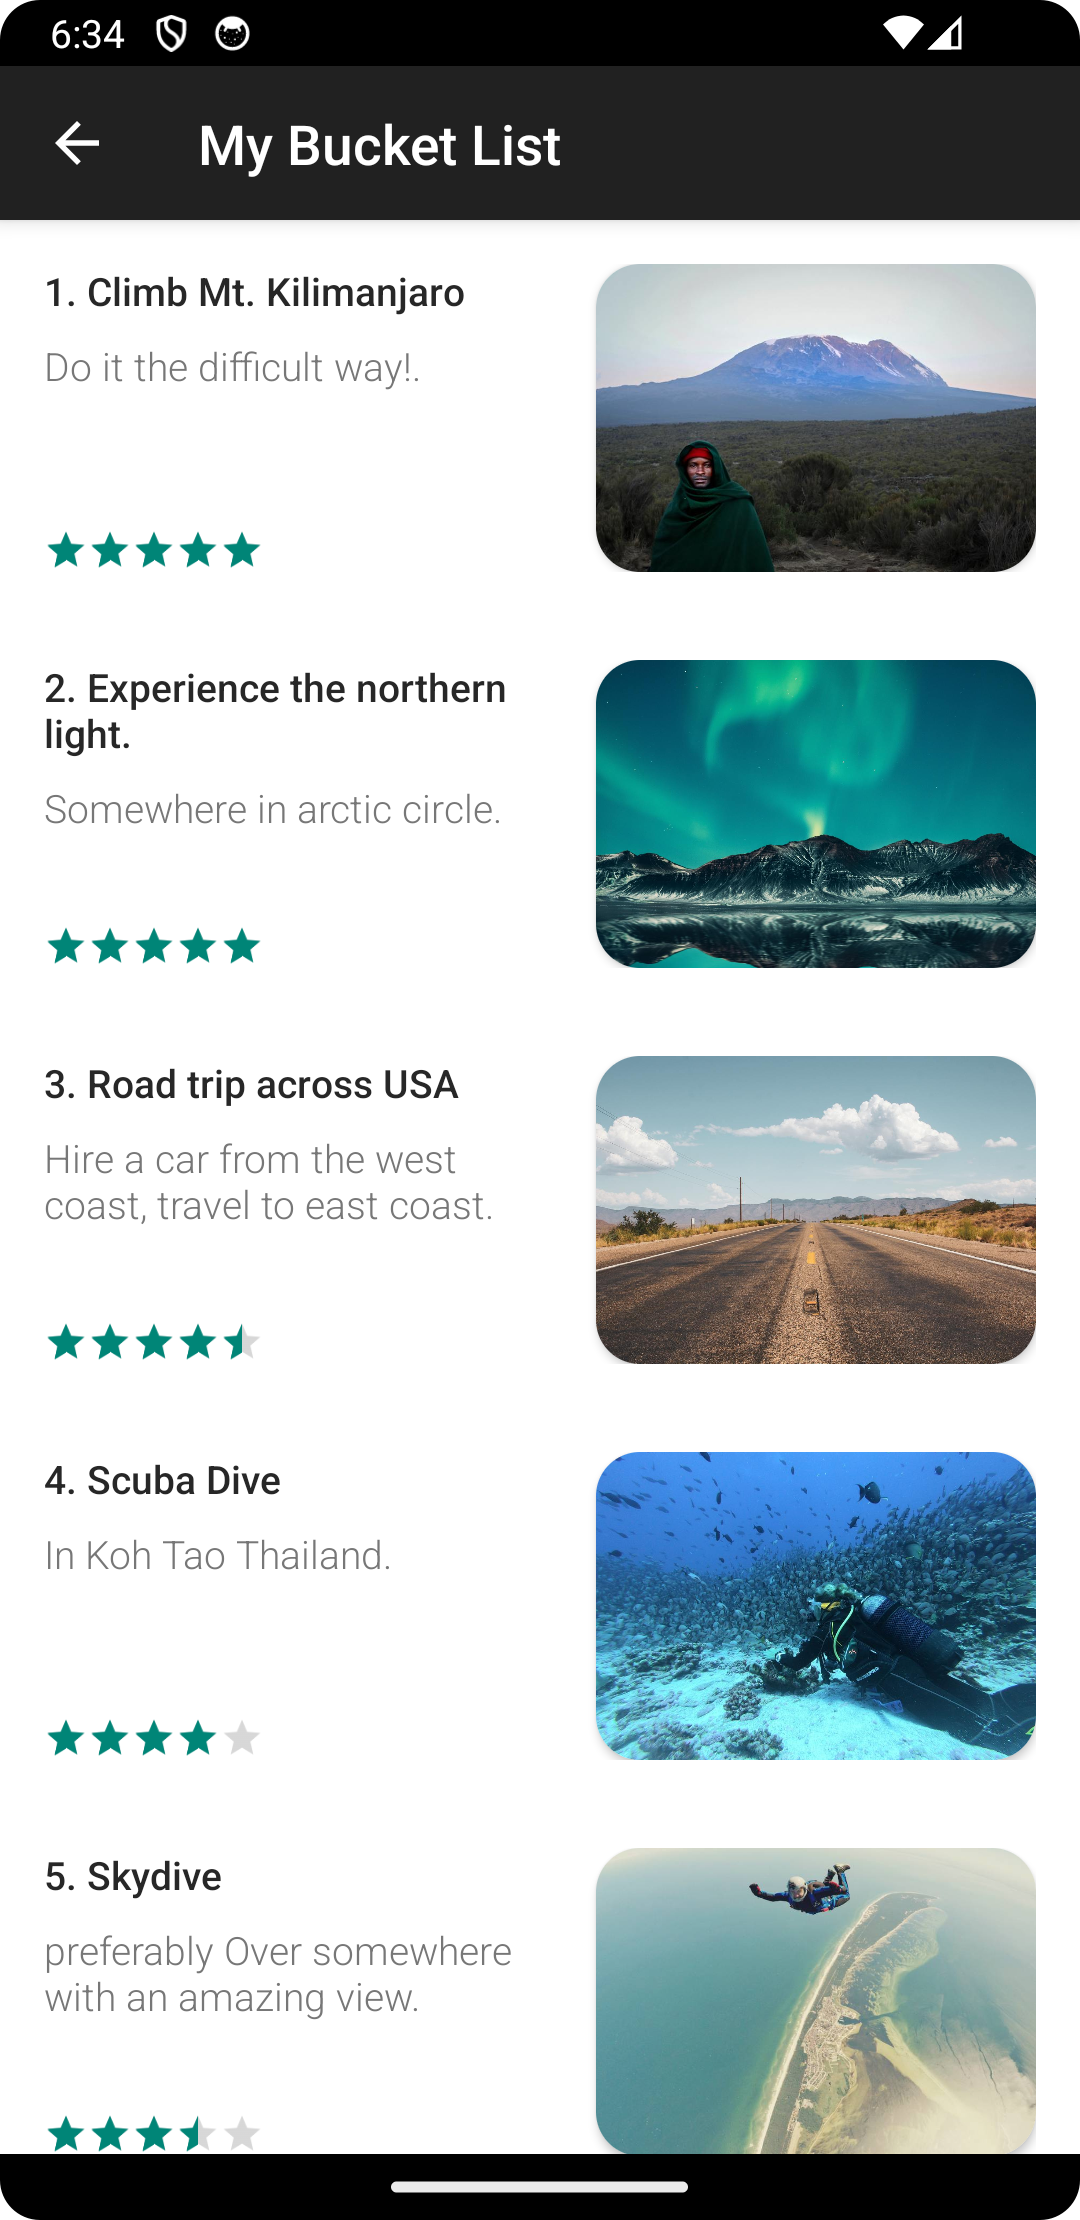 6:34
My Bucket List
1. Climb Mt. Kilimanjaro
Do it the difficult way!.
2. Experience the northern
light.
Somewhere in arctic circle.
3. Road trip across USA
Hire a car from the west
coast, travel to east coast.
4. Scuba Dive
In Koh Tao Thailand.
5. Skydive
preferably Over somewhere
with an amazing view.